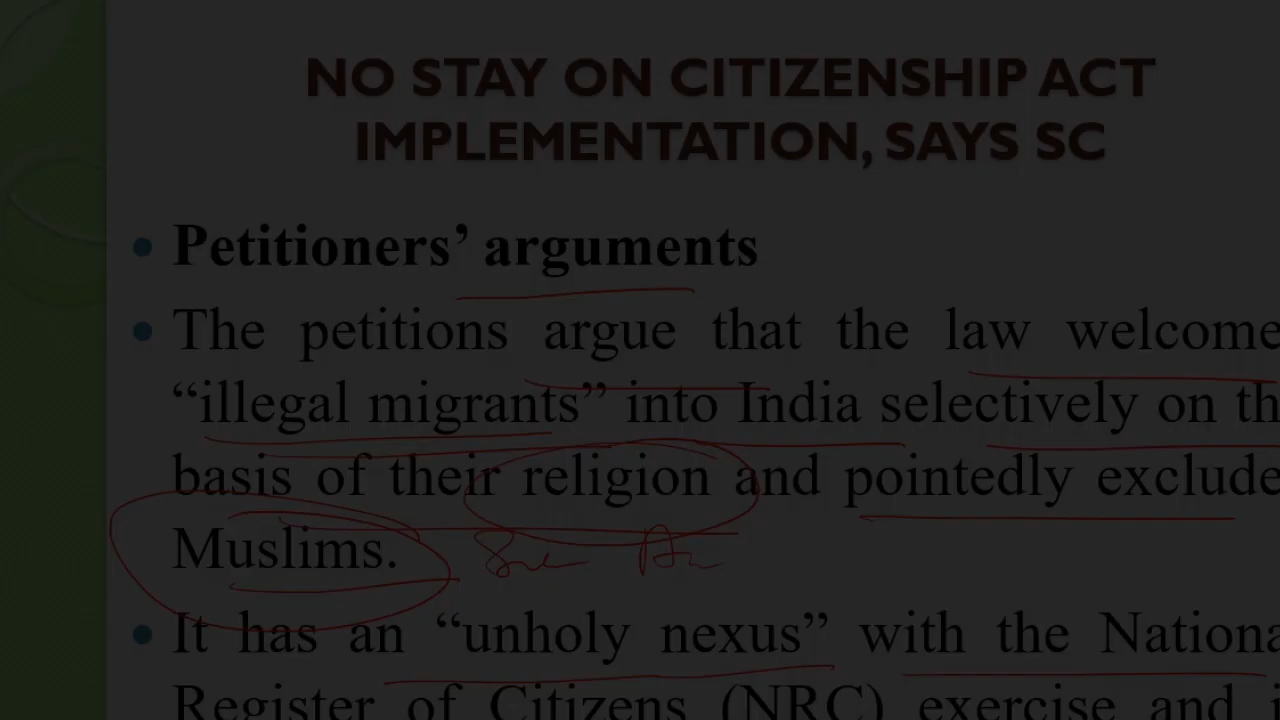 NO STAY ON CITIZENSHIP ACT
IMPLEMENTATION, SAYS SC
• Petitioners’ arguments
• The petitions argue that the law welcome
“illegal migrants” into India selectively on th
basis of their religion and pointedly exclude
Muslims.
• It has an “unholy nexus” with the Nationa
Register of Citizens (NRC) exercise and i